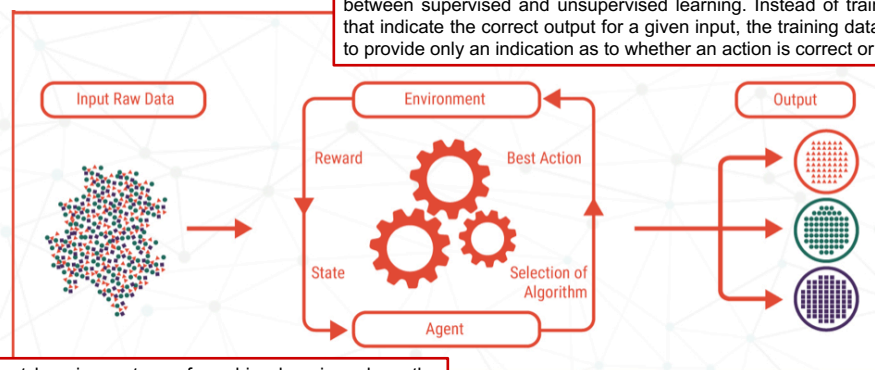 between supervised and unsupervised learning. Instead of train
that indicate the correct output for a given input, the training data
to provide only an indication as to whether an action is correct or
Input Raw Data
Environment
Output
Reward
Best Action
State
Selection of
Algorithm
Agent